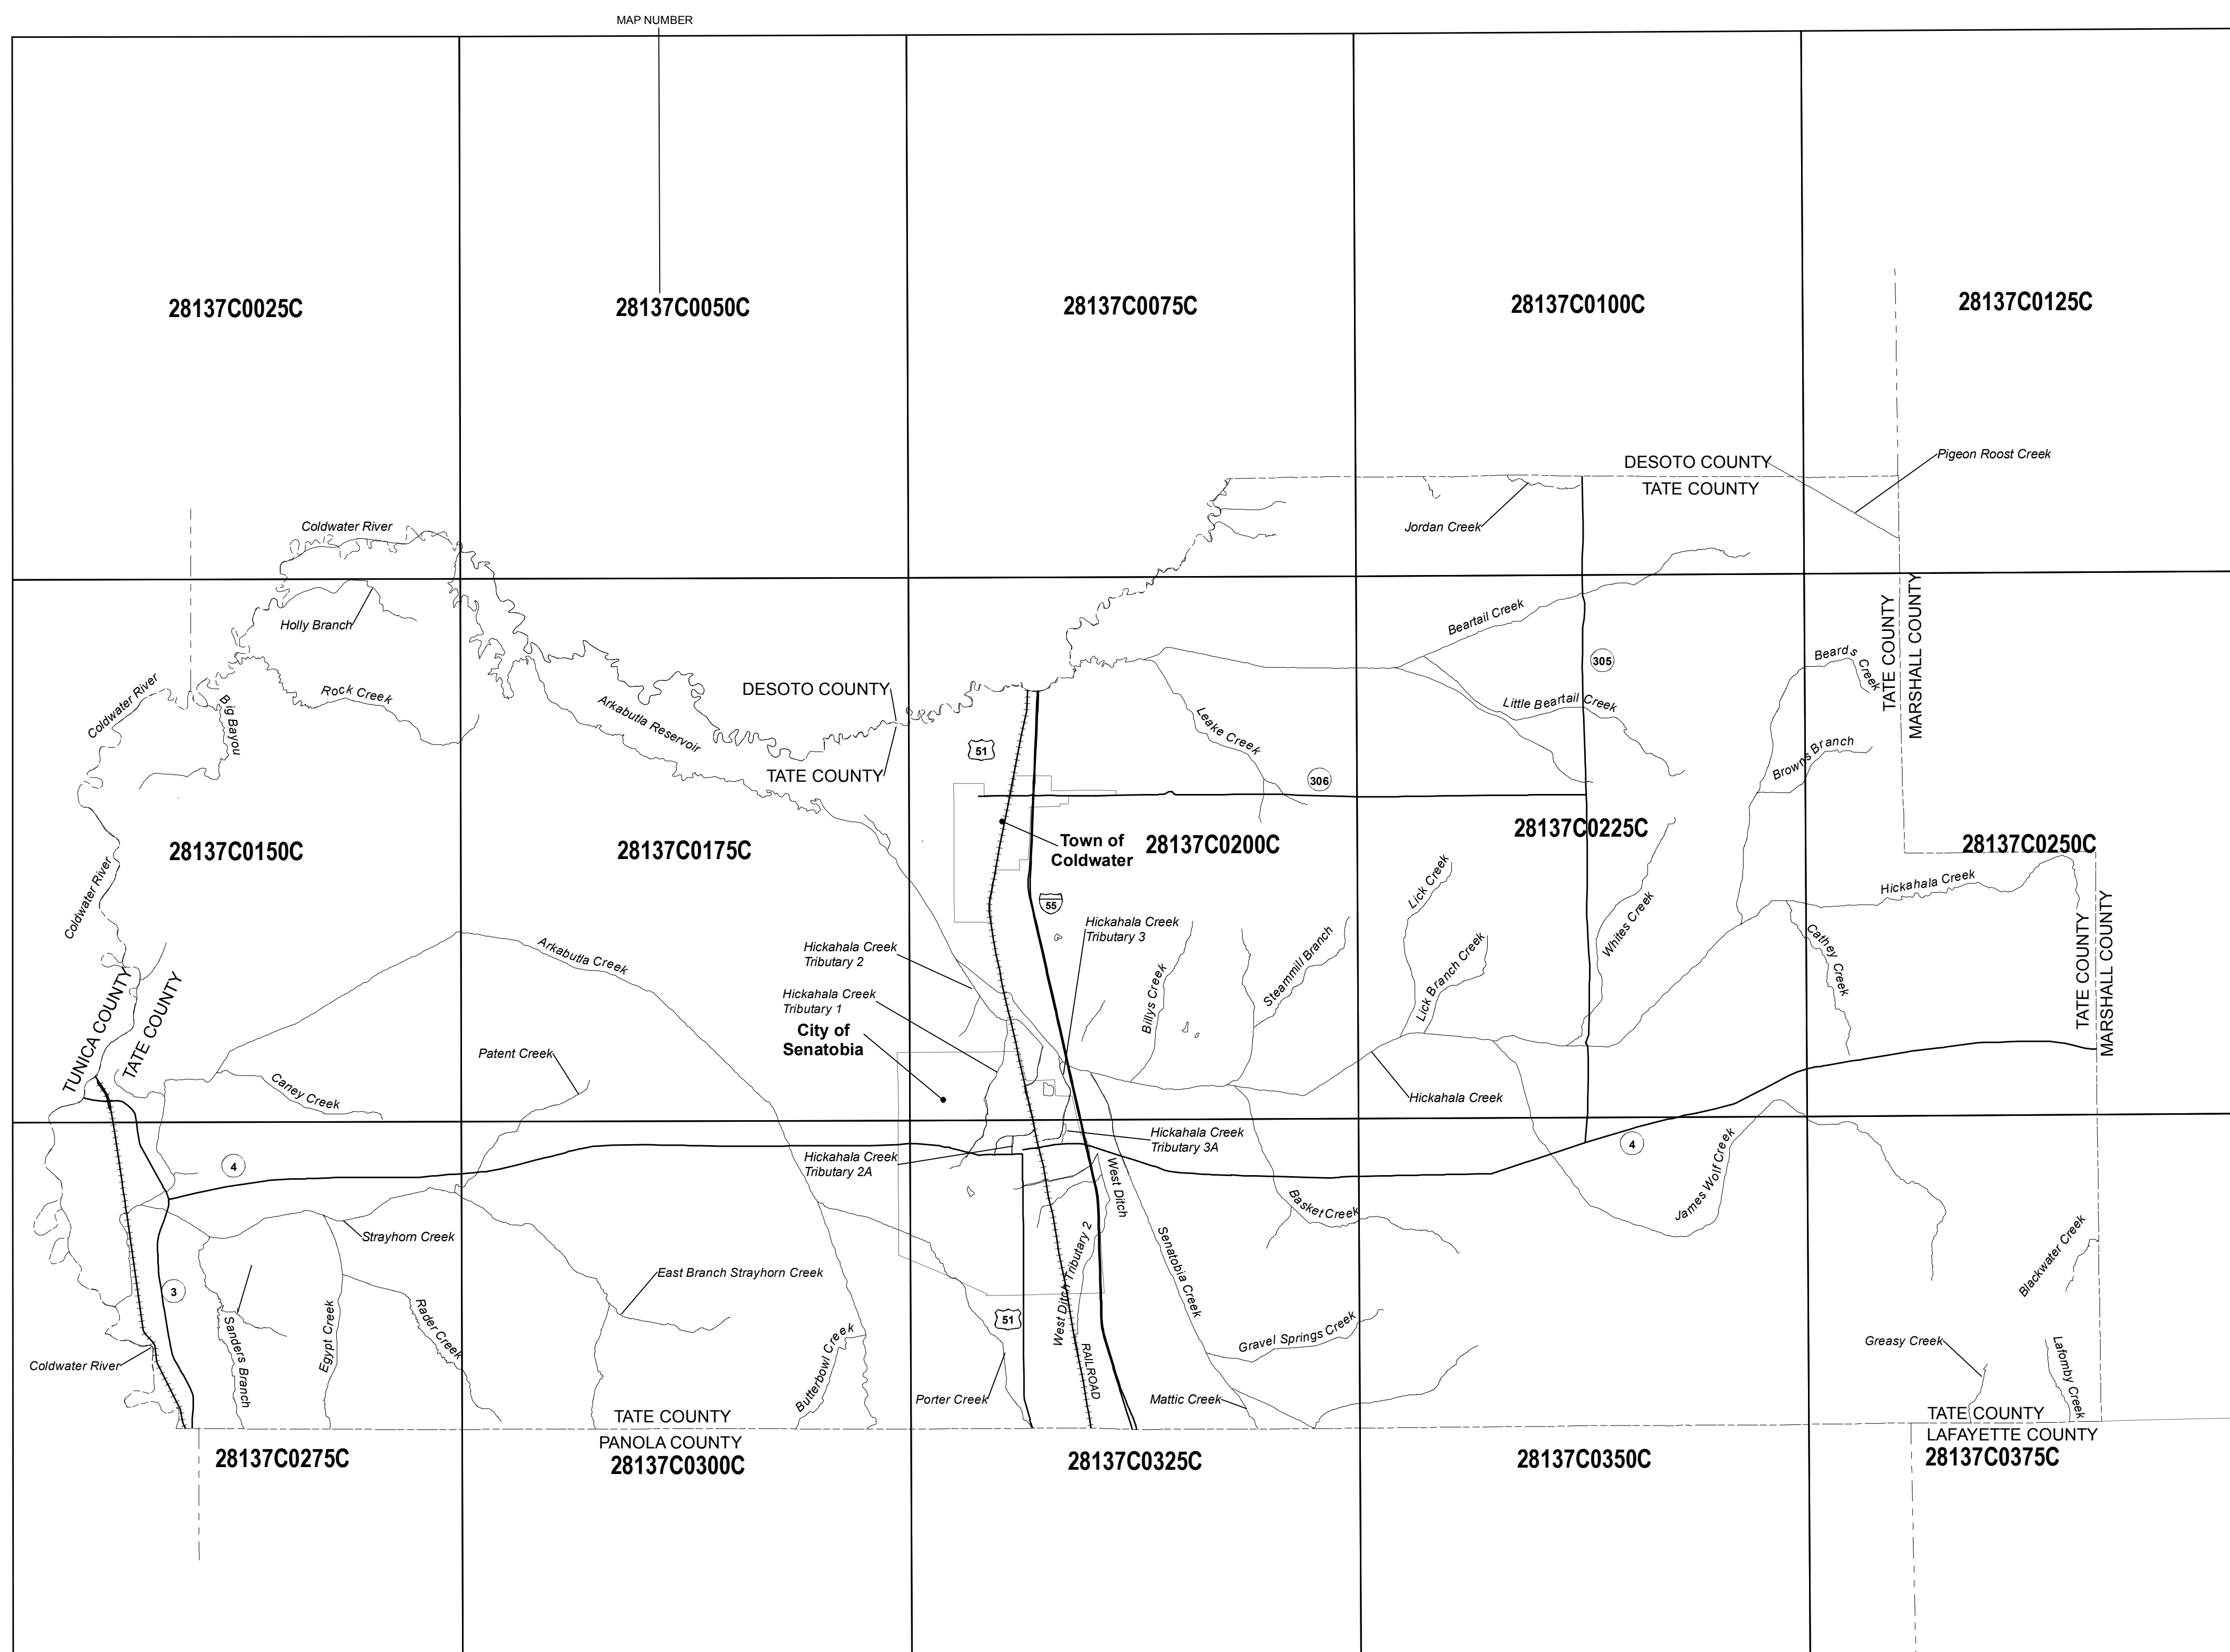 MAP NUMBER
28137C0025C
28137C0050C
28137C0075C
28137C0100C
28137C0125C
DESOTO COUNTY
TATE COUNTY
Pigeon Roost Creek
Jordan Creek
Coldwater River
Holly Branch
Rock Creek
Big Bayou
Coldwater River
Coldwater River
Arkabutla Reservoir
DESOTO COUNTY
TATE COUNTY
51
Leake Creek
306
Beartail Creek
Little Beartail Creek
305
Beards
Creek
Browns Branch
TATE COUNTY
MARSHALL COUNTY
28137C0150C
28137C0175C
Town of
Coldwater
28137C0200C
28137C0225C
28137C0250C
55
Hickahala Creek
Tributary 3
Hickahala Creek
Tributary 2
Hickahala Creek
Tributary 1
City of
Senatobia
Arkabutla Creek
Patent Creek
Caney Creek
TUNICA COUNTY
TATE COUNTY
Billys Creek
Steammill Branch
Lick Creek
Lick Branch Creek
Whites Creek
Hickahala Creek
Cathey Creek
TATE COUNTY
MARSHALL COUNTY
Hickahala Creek
Hickahala Creek
Tributary 3A
Hickahala Creek
Tributary 2A
4
4
West Ditch
Basket Creek
James Wolf Creek
Strayhorn Creek
East Branch Strayhorn Creek
3
Sanders Branch
Egypt Creek
Rader Creek
Butterbowl Creek
Coldwater River
51
West Ditch Tributary 2
RAILROAD
Senatobia Creek
Gravel Springs Creek
Porter Creek
Mattic Creek
Blackwater Creek
Greasy Creek
Lafomby Creek
TATE COUNTY
PANOLA COUNTY
TATE COUNTY
LAFAYETTE COUNTY
28137C0275C
28137C0300C
28137C0325C
28137C0350C
28137C0375C